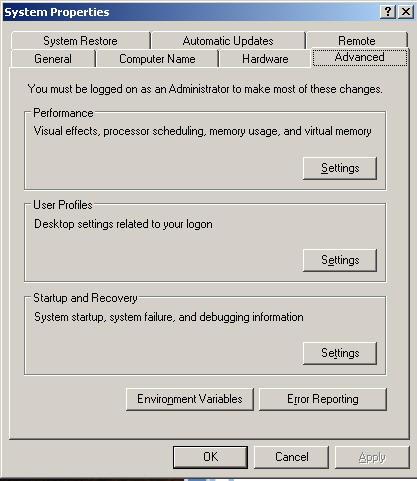 System Properties
System Restore
Automatic Updates
Remote
General
Computer Name
Hardware
Advanced
You must be logged on as an Administrator to make most of these changes.
Performance
Visual effects, processor scheduling, memory usage, and virtual memory
Settings
User Profiles
Desktop settings related to your logon
Settings
Startup and Recovery
System startup, system failure, and debugging information
Settings
Environment Variables
Error Reporting
OK
Cancel
Apply